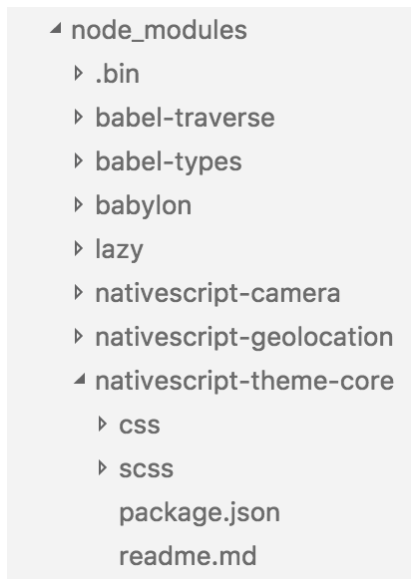 node_modules
.bin
babel-traverse
babel-types
babylon
lazy
nativescript-camera
nativescript-geolocation
nativescript-theme-core
css
scss
package.json
readme.md